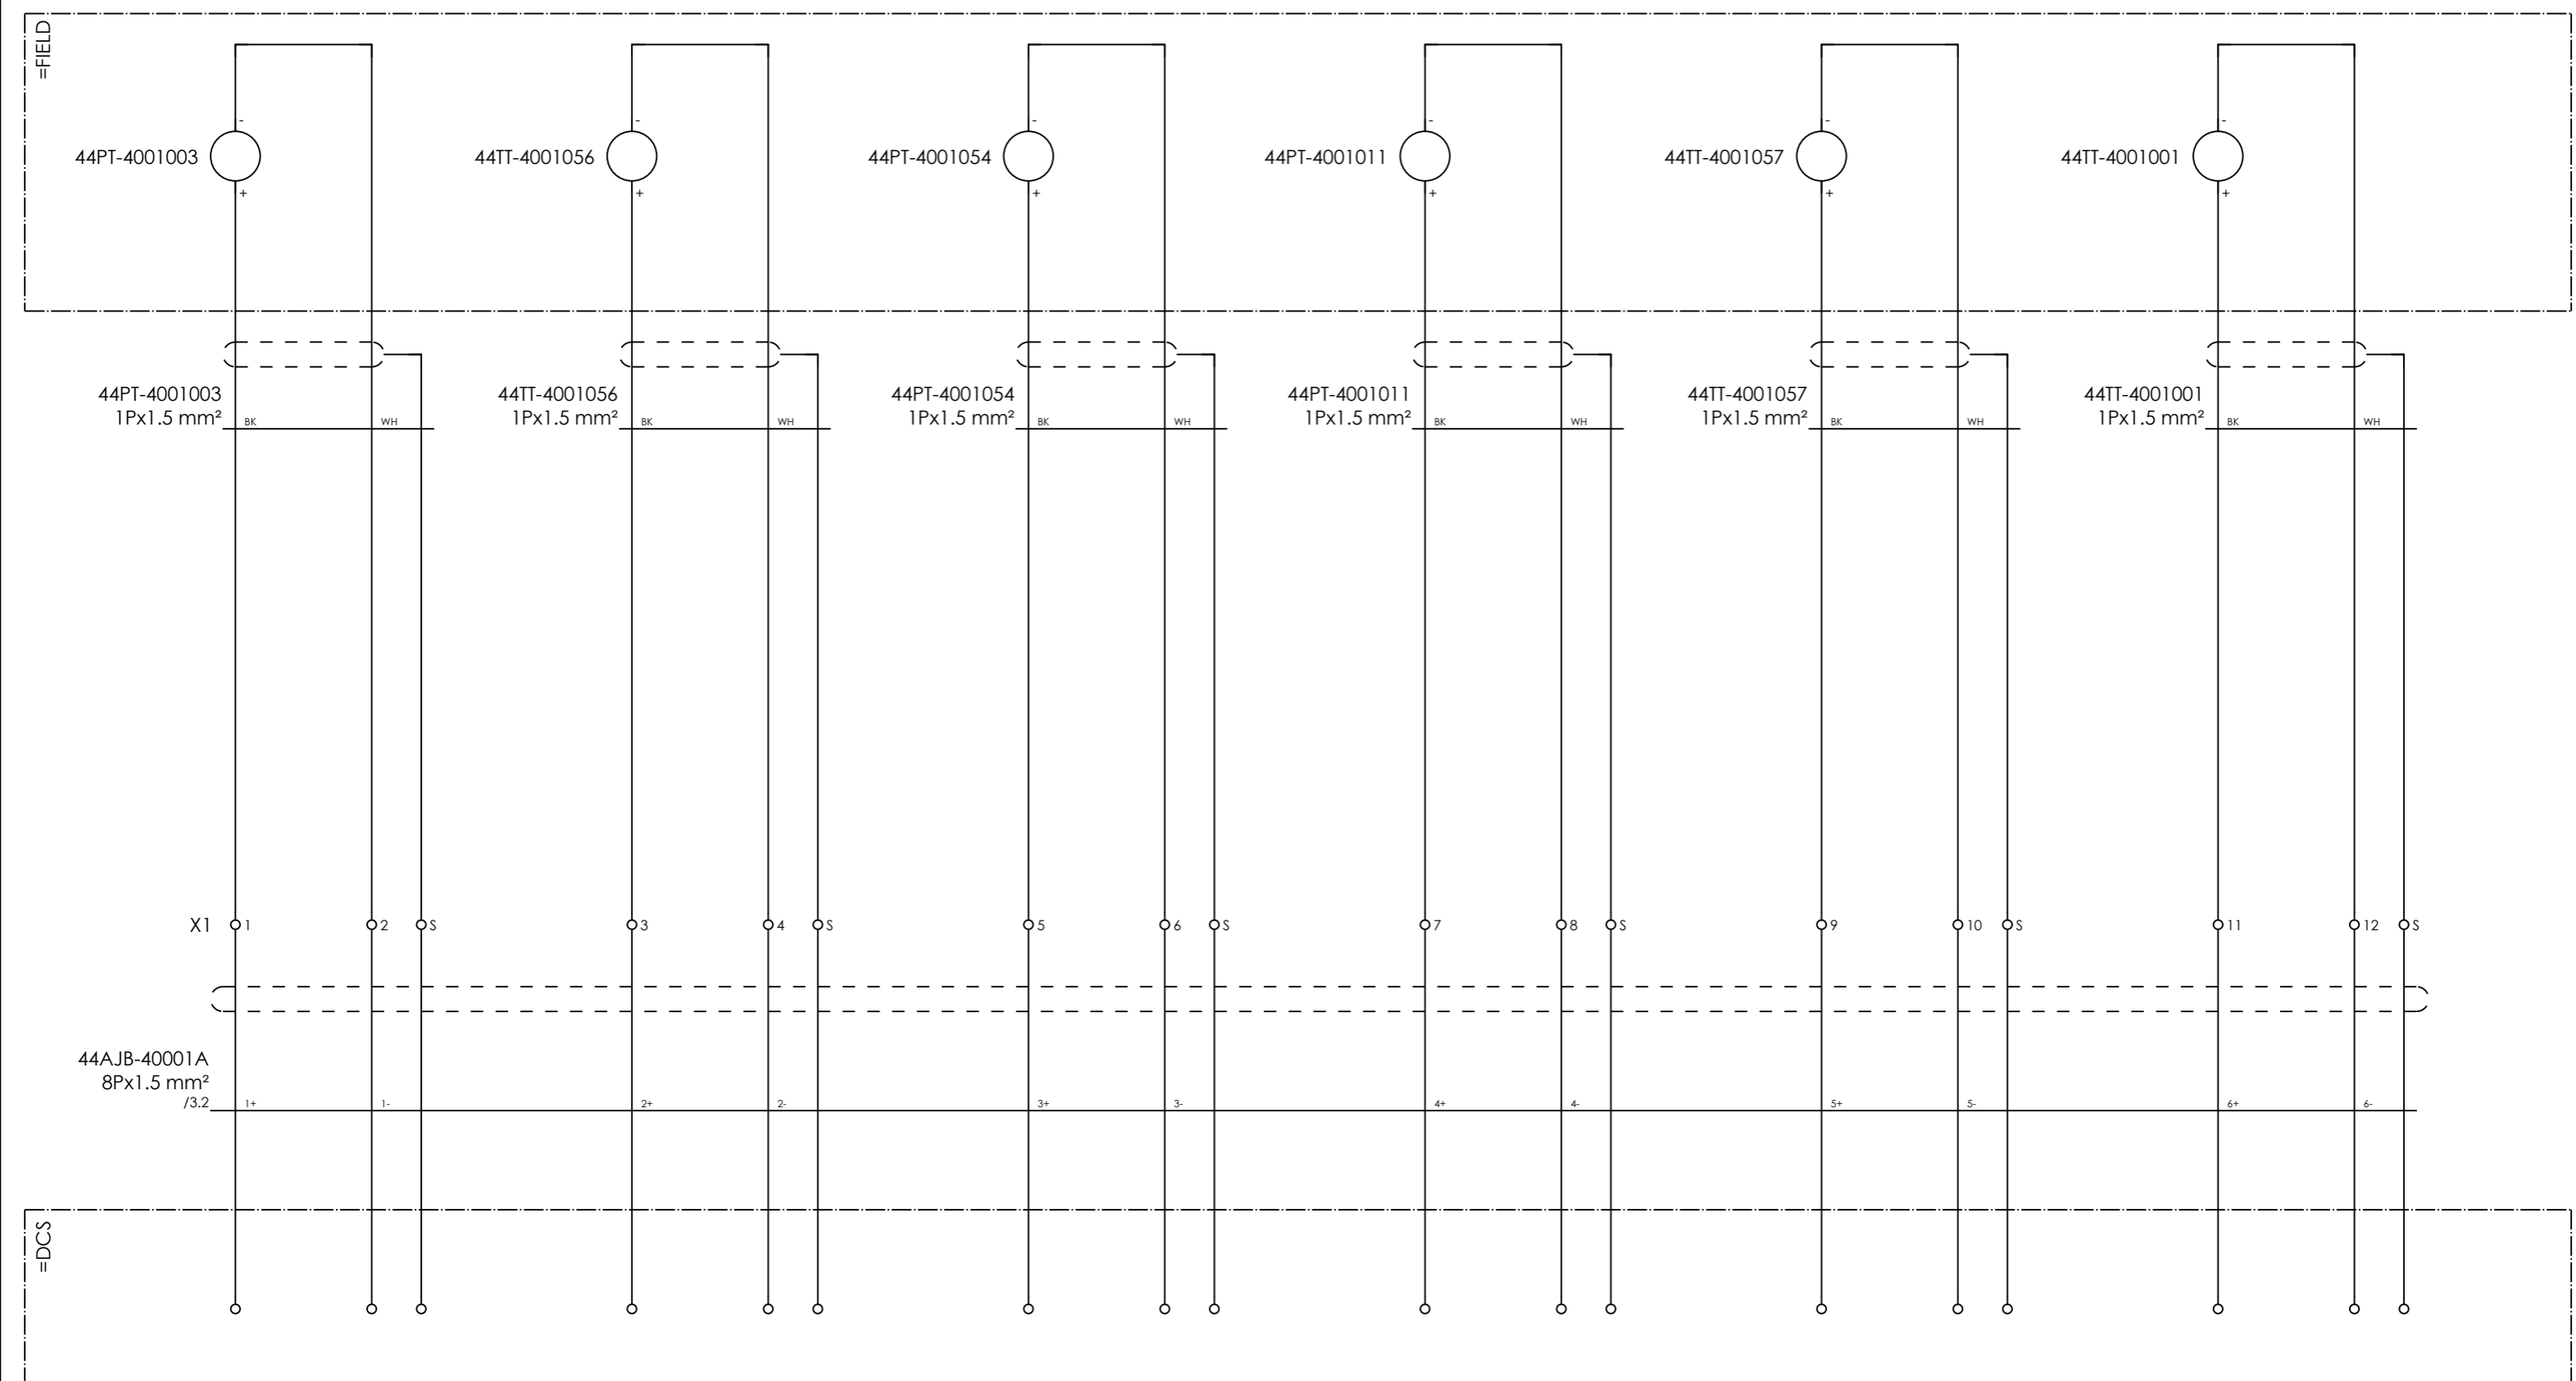 =FIELD
- - - - - -
44PT-4001003 44TT-4001056 44PT-4001054 44PT-4001011 44TT-4001057 44TT-4001001
+ + + + + +
44PT-4001003 44TT-4001056 44PT-4001054 44PT-4001011 44TT-4001057 44TT-4001001
1Px1.5 mm² 1Px1.5 mm² 1Px1.5 mm² 1Px1.5 mm² 1Px1.5 mm² 1Px1.5 mm²
BK WH BK WH BK WH BK WH BK WH BK WH
X1 1 2 S 3 4 S 5 6 S 7 8 S 9 10 S 11 12 S
44AJB-40001A
8Px1.5 mm²
/3.2 1+ 1- 2+ 2- 3+ 3- 4+ 4- 5+ 5- 6+ 6-
=DCS